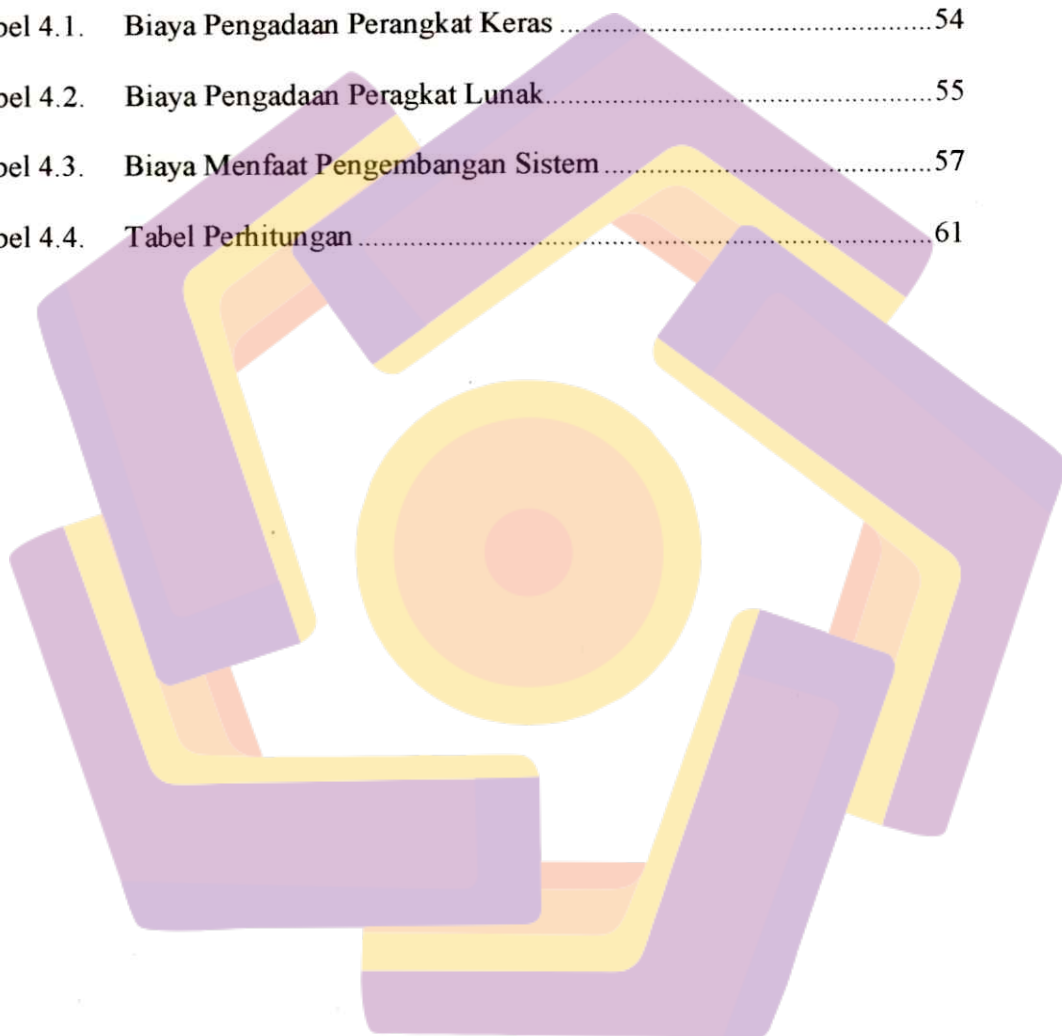 bel 4.1. Biaya Pengadaan Perangkat Keras ........................................ 54
bel 4.2. Biaya Pengadaan Peragkat Lunak.......................................... 55
bel 4.3. Biaya Menfaat Pengembangan Sistem ................................... 57
bel 4.4. Tabel Perhitungan .............................................................. 61